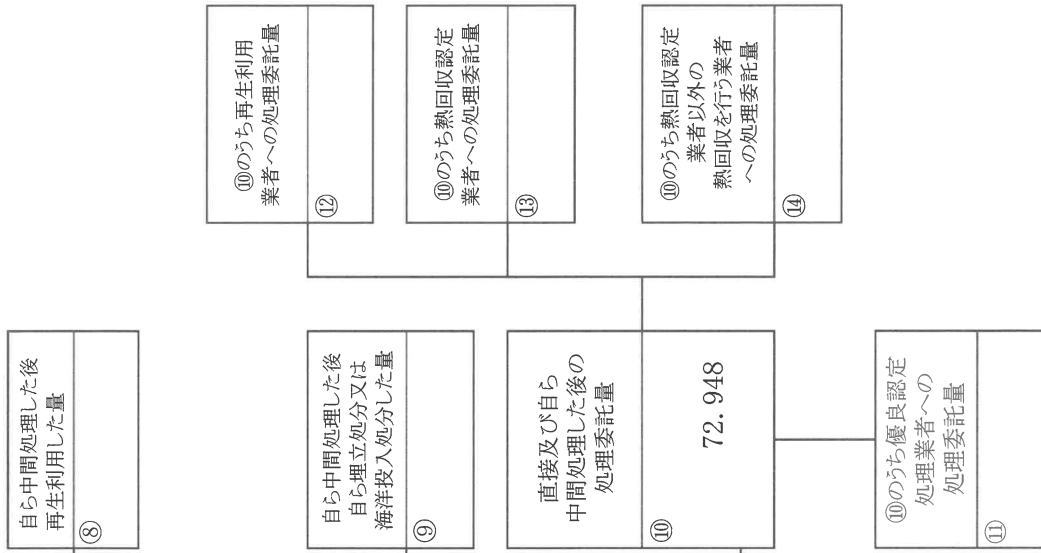 自ら中間処理した後
再生利用した量
⑧
自ら中間処理した後
自ら埋立処分又は
海洋投入処分した量
⑨
直接及び自ら
中間処理した後の
処理委託量
⑩
72.948
⑩のうち優良認定
処理業者への
処理委託量
⑪
⑩のうち再生利用
業者への処理委託量
⑫
⑩のうち熱回収認定
業者への処理委託量
⑬
⑩のうち熱回収認定
業者以外の
熱回収を行う業者
への処理委託量
⑭